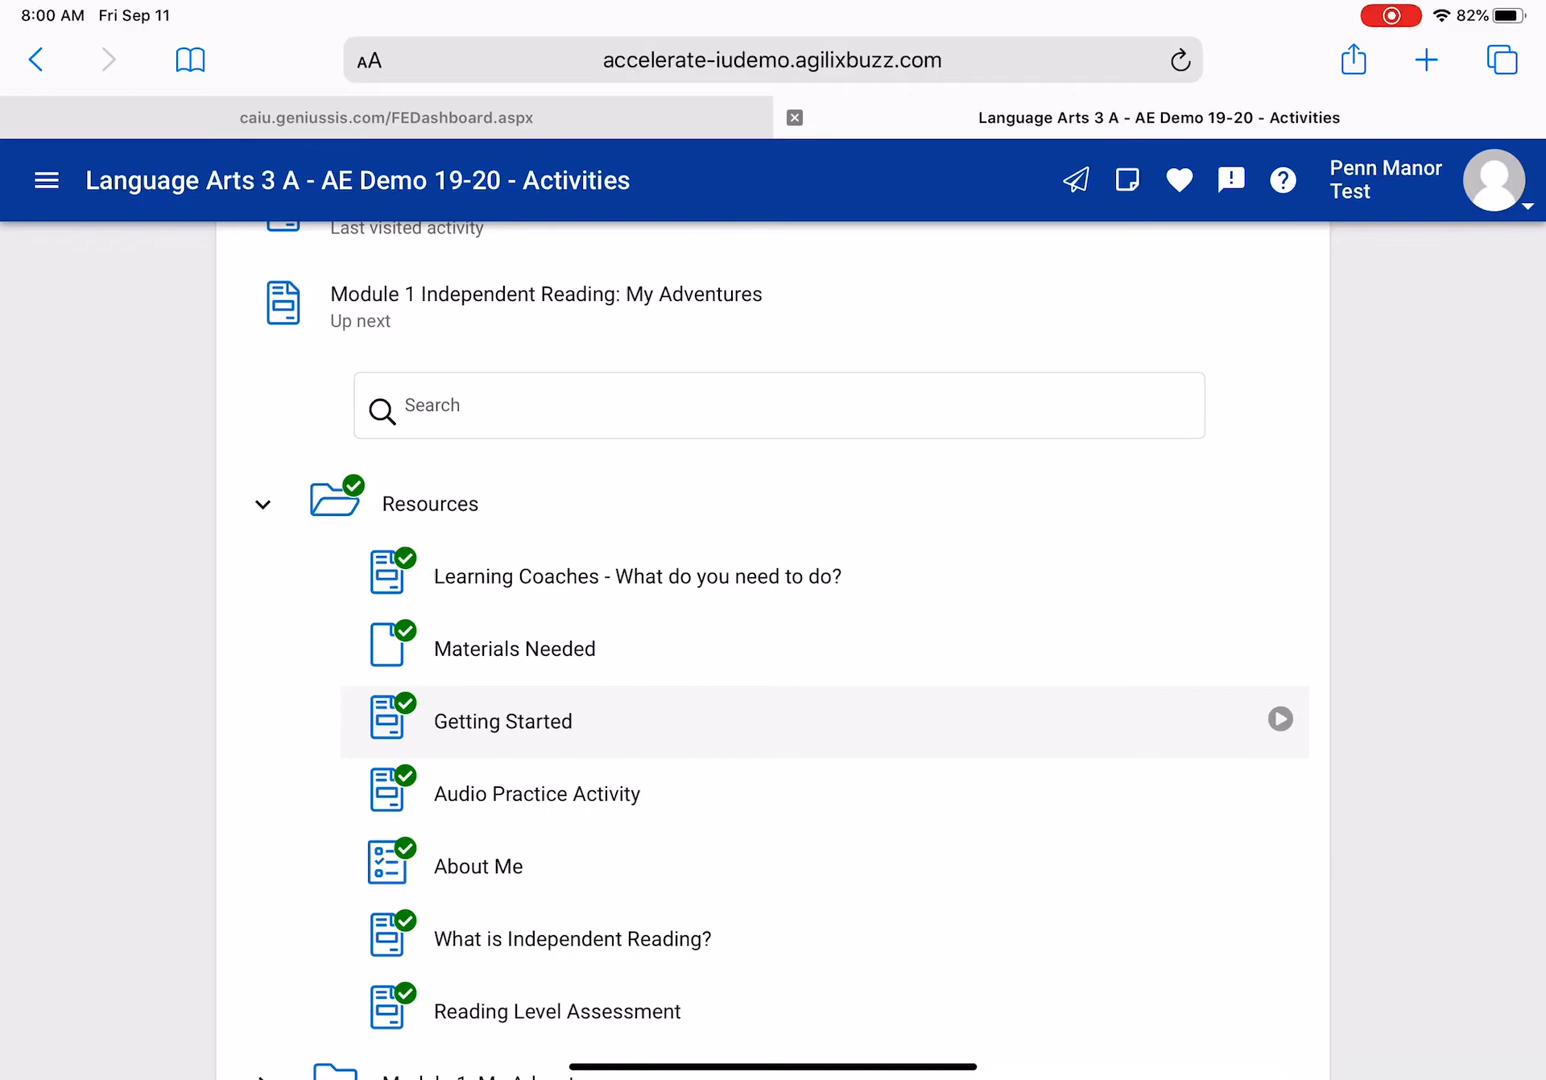 8:00 AM Fri Sep 11
82%
AA
accelerate-iudemo.agilixbuzz.com
caiu.geniussis.com/FEDashboard.aspx
Language Arts 3 A - AE Demo 19-20 - Activities
Language Arts 3 A - AE Demo 19-20 - Activities
Penn Manor
Test
Last visited activity
Module 1 Independent Reading: My Adventures
Up next
Search
Resources
Learning Coaches - What do you need to do?
Materials Needed
Getting Started
Audio Practice Activity
About Me
What is Independent Reading?
Reading Level Assessment